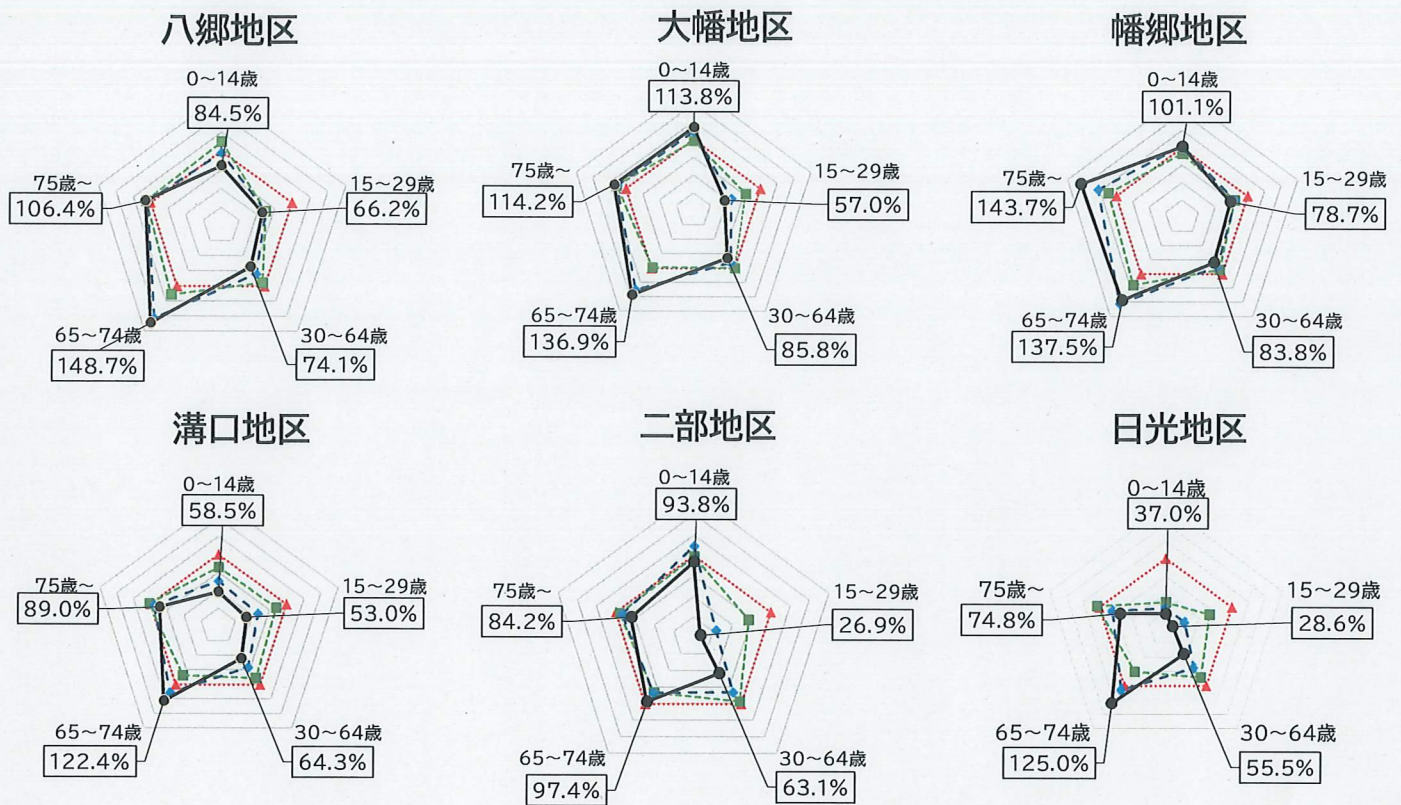 八郷地区
0～14歳
84.5%
15～29歳
66.2%
30～64歳
74.1%
65～74歳
148.7%
75歳～
106.4%
大幡地区
0～14歳
113.8%
15～29歳
57.0%
30～64歳
85.8%
65～74歳
136.9%
75歳～
114.2%
幡郷地区
0～14歳
101.1%
15～29歳
78.7%
30～64歳
83.8%
65～74歳
137.5%
75歳～
143.7%
溝口地区
0～14歳
58.5%
15～29歳
53.0%
30～64歳
64.3%
65～74歳
122.4%
75歳～
89.0%
二部地区
0～14歳
93.8%
15～29歳
26.9%
30～64歳
63.1%
65～74歳
97.4%
75歳～
84.2%
日光地区
0～14歳
37.0%
15～29歳
28.6%
30～64歳
55.5%
65～74歳
125.0%
75歳～
74.8%